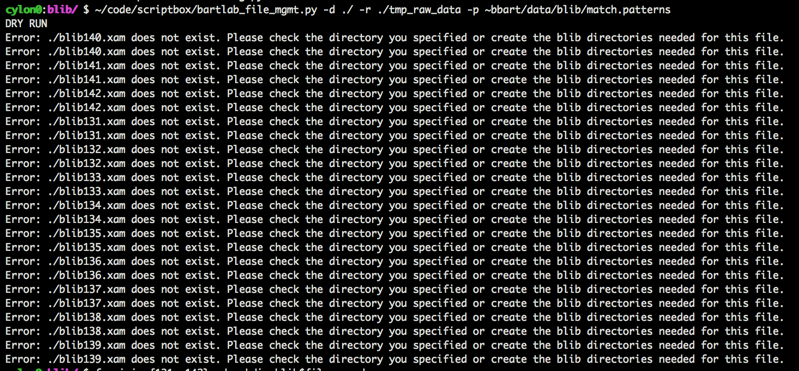 cylon0:blib/ $ ~/code/scriptbox/bartlab_file_mgmt.py -d ./ -r ./tmp_raw_data -p ~bbart/data/blib/match.patterns
DRY RUN
Error: ./blib140.xam does not exist. Please check the directory you specified or create the blib directories needed for this file.
Error: ./blib140.xam does not exist. Please check the directory you specified or create the blib directories needed for this file.
Error: ./blib141.xam does not exist. Please check the directory you specified or create the blib directories needed for this file.
Error: ./blib141.xam does not exist. Please check the directory you specified or create the blib directories needed for this file.
Error: ./blib142.xam does not exist. Please check the directory you specified or create the blib directories needed for this file.
Error: ./blib142.xam does not exist. Please check the directory you specified or create the blib directories needed for this file.
Error: ./blib131.xam does not exist. Please check the directory you specified or create the blib directories needed for this file.
Error: ./blib131.xam does not exist. Please check the directory you specified or create the blib directories needed for this file.
Error: ./blib132.xam does not exist. Please check the directory you specified or create the blib directories needed for this file.
Error: ./blib132.xam does not exist. Please check the directory you specified or create the blib directories needed for this file.
Error: ./blib133.xam does not exist. Please check the directory you specified or create the blib directories needed for this file.
Error: ./blib133.xam does not exist. Please check the directory you specified or create the blib directories needed for this file.
Error: ./blib134.xam does not exist. Please check the directory you specified or create the blib directories needed for this file.
Error: ./blib134.xam does not exist. Please check the directory you specified or create the blib directories needed for this file.
Error: ./blib135.xam does not exist. Please check the directory you specified or create the blib directories needed for this file.
Error: ./blib135.xam does not exist. Please check the directory you specified or create the blib directories needed for this file.
Error: ./blib136.xam does not exist. Please check the directory you specified or create the blib directories needed for this file.
Error: ./blib136.xam does not exist. Please check the directory you specified or create the blib directories needed for this file.
Error: ./blib137.xam does not exist. Please check the directory you specified or create the blib directories needed for this file.
Error: ./blib137.xam does not exist. Please check the directory you specified or create the blib directories needed for this file.
Error: ./blib138.xam does not exist. Please check the directory you specified or create the blib directories needed for this file.
Error: ./blib138.xam does not exist. Please check the directory you specified or create the blib directories needed for this file.
Error: ./blib139.xam does not exist. Please check the directory you specified or create the blib directories needed for this file.
Error: ./blib139.xam does not exist. Please check the directory you specified or create the blib directories needed for this file.
cylon0:blib/ $